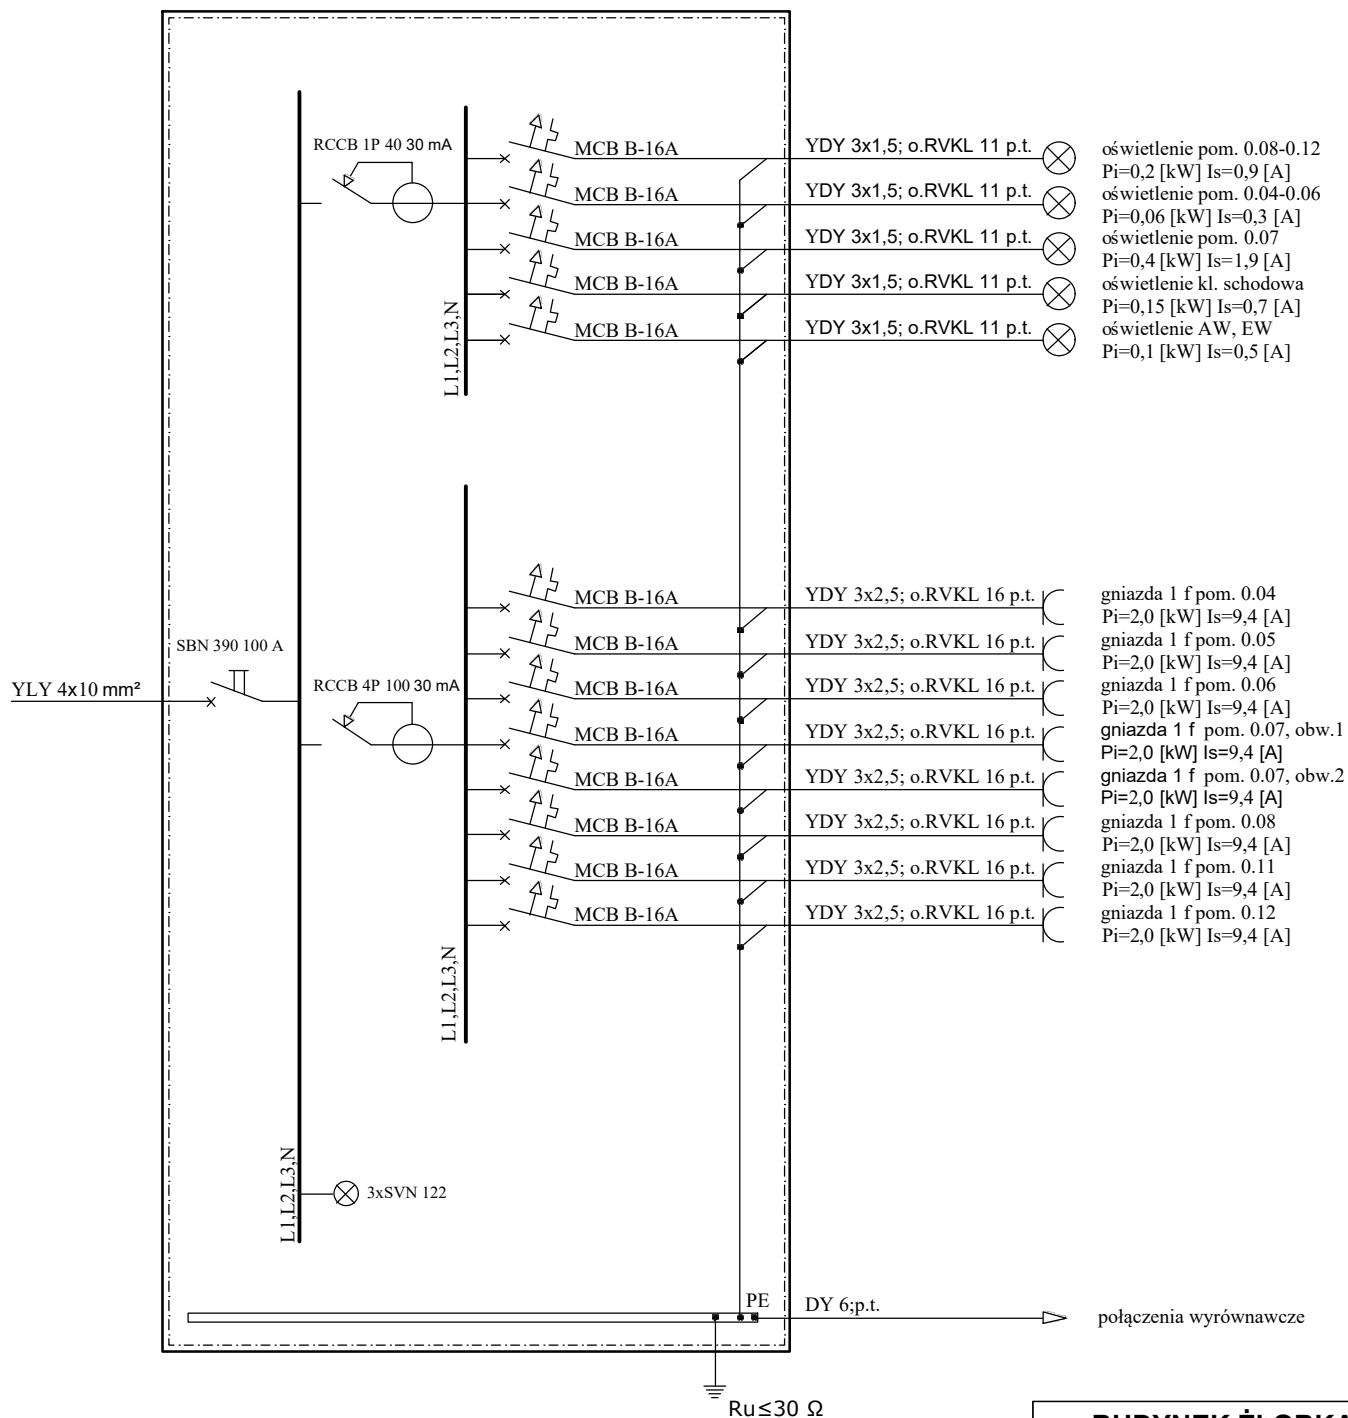 RCCB 1P 40 30 mA
L1,L2,L3,N
MCB B-16A
YDY 3x1,5; o.RVKL 11 p.t.
oświetlenie pom. 0.08-0.12
Pi=0,2 [kW] Is=0,9 [A]
MCB B-16A
YDY 3x1,5; o.RVKL 11 p.t.
oświetlenie pom. 0.04-0.06
Pi=0,06 [kW] Is=0,3 [A]
MCB B-16A
YDY 3x1,5; o.RVKL 11 p.t.
oświetlenie pom. 0.07
Pi=0,4 [kW] Is=1,9 [A]
MCB B-16A
YDY 3x1,5; o.RVKL 11 p.t.
oświetlenie kl. schodowa
Pi=0,15 [kW] Is=0,7 [A]
MCB B-16A
YDY 3x1,5; o.RVKL 11 p.t.
oświetlenie AW, EW
Pi=0,1 [kW] Is=0,5 [A]
YLY 4x10 mm²
SBN 390 100 A
RCCB 4P 100 30 mA
L1,L2,L3,N
MCB B-16A
YDY 3x2,5; o.RVKL 16 p.t.
gniazda 1 f pom. 0.04
Pi=2,0 [kW] Is=9,4 [A]
MCB B-16A
YDY 3x2,5; o.RVKL 16 p.t.
gniazda 1 f pom. 0.05
Pi=2,0 [kW] Is=9,4 [A]
MCB B-16A
YDY 3x2,5; o.RVKL 16 p.t.
gniazda 1 f pom. 0.06
Pi=2,0 [kW] Is=9,4 [A]
MCB B-16A
YDY 3x2,5; o.RVKL 16 p.t.
gniazda 1 f pom. 0.07, obw.1
Pi=2,0 [kW] Is=9,4 [A]
MCB B-16A
YDY 3x2,5; o.RVKL 16 p.t.
gniazda 1 f pom. 0.07, obw.2
Pi=2,0 [kW] Is=9,4 [A]
MCB B-16A
YDY 3x2,5; o.RVKL 16 p.t.
gniazda 1 f pom. 0.08
Pi=2,0 [kW] Is=9,4 [A]
MCB B-16A
YDY 3x2,5; o.RVKL 16 p.t.
gniazda 1 f pom. 0.11
Pi=2,0 [kW] Is=9,4 [A]
MCB B-16A
YDY 3x2,5; o.RVKL 16 p.t.
gniazda 1 f pom. 0.12
Pi=2,0 [kW] Is=9,4 [A]
L1,L2,L3,N
3xSVN 122
PE
DY 6;p.t.
połączenia wyrównawcze
Ru≤30 Ω